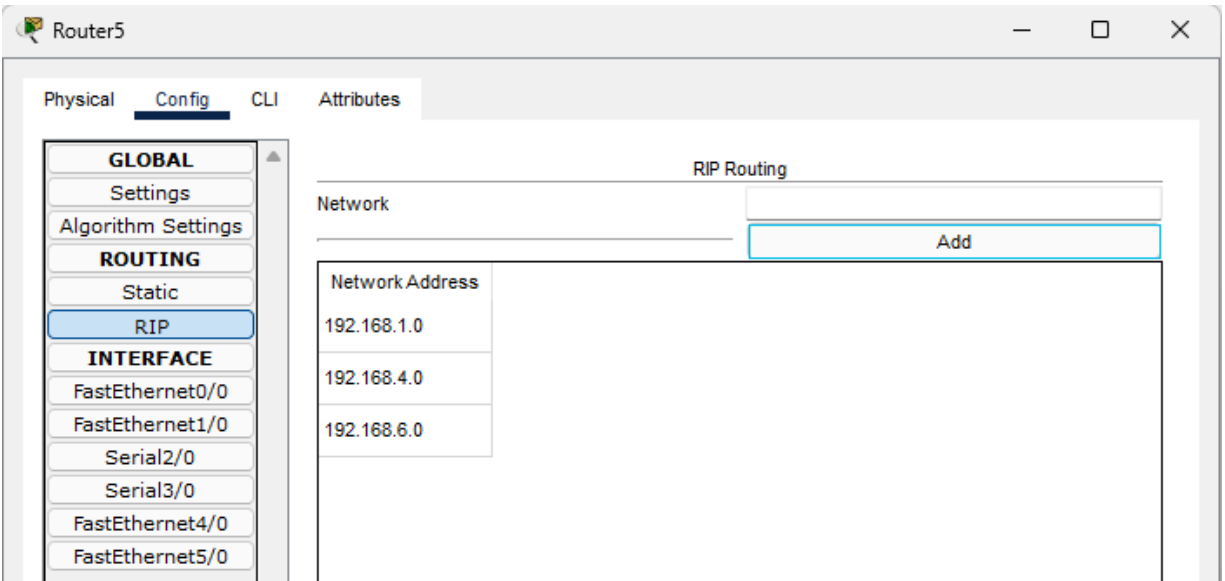 Router5
Physical Config CLI Attributes
GLOBAL
Settings
Algorithm Settings
ROUTING
Static
RIP
INTERFACE
FastEthernet0/0
FastEthernet1/0
Serial2/0
Serial3/0
FastEthernet4/0
FastEthernet5/0
RIP Routing
Network
Add
Network Address
192.168.1.0
192.168.4.0
192.168.6.0